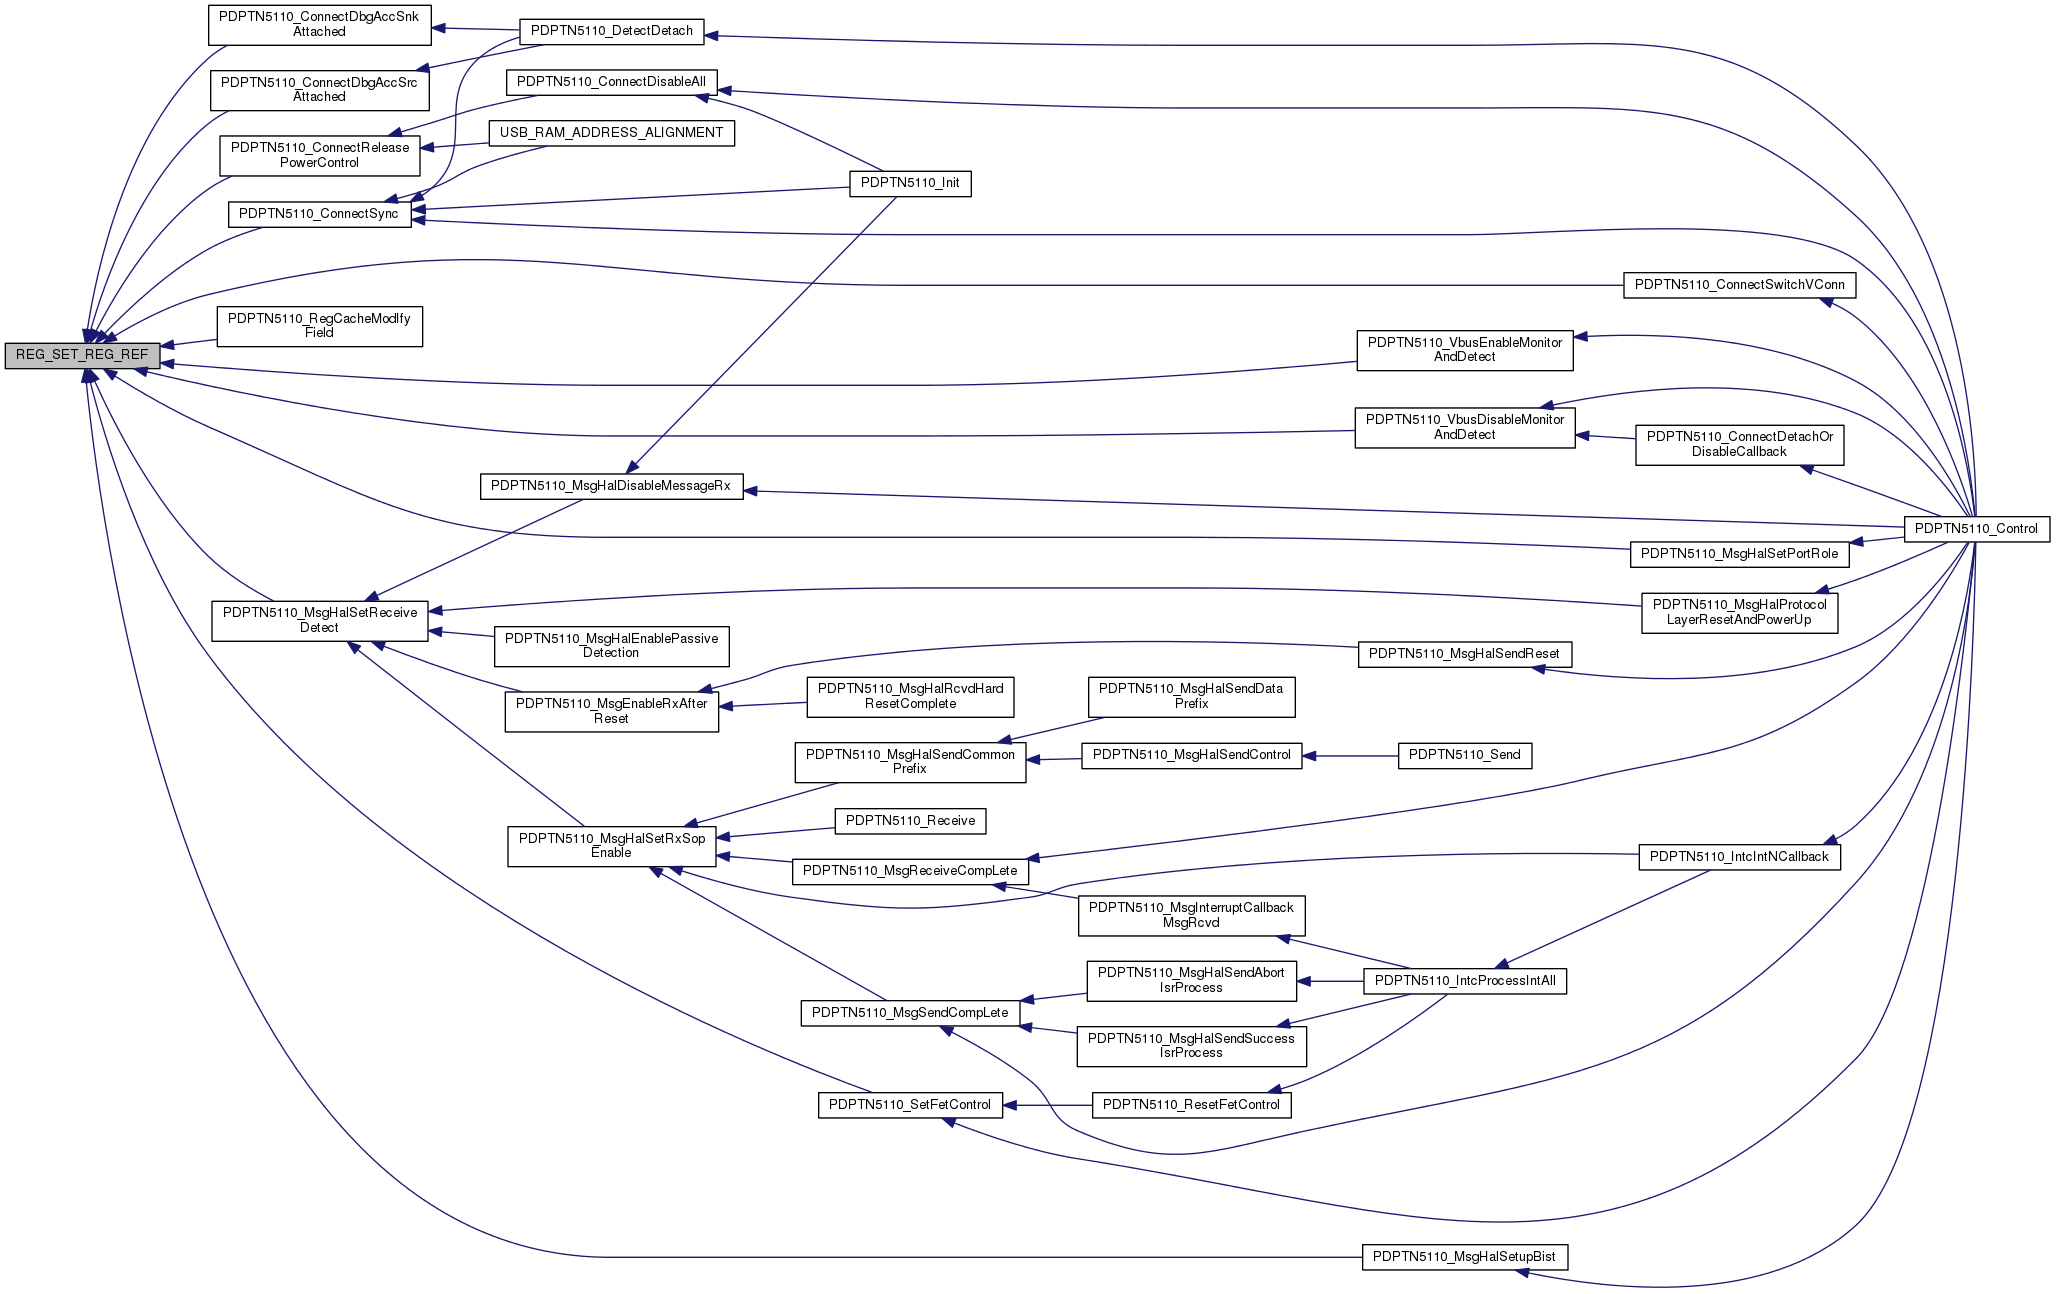 PDPTN5110_ConnectDbgAccSnk
Attached
PDPTN5110_DetectDetach
PDPTN5110_ConnectDbgAccSrc
Attached
PDPTN5110_ConnectDisableAll
USB_RAM_ADDRESS_ALIGNMENT
PDPTN5110_ConnectRelease
PowerControl
PDPTN5110_Init
PDPTN5110_ConnectSync
PDPTN5110_ConnectSwitchVConn
PDPTN5110_RegCacheModIfy
Field
REG_SET_REG_REF
PDPTN5110_VbusEnableMonitor
AndDetect
PDPTN5110_VbusDisableMonitor
AndDetect
PDPTN5110_ConnectDetachOr
DisableCallback
PDPTN5110_MsgHalDisableMessageRx
PDPTN5110_Control
PDPTN5110_MsgHalSetPortRole
PDPTN5110_MsgHalSetReceive
Detect
PDPTN5110_MsgHalProtocol
LayerResetAndPowerUp
PDPTN5110_MsgHalEnablePassive
Detection
PDPTN5110_MsgHalSendReset
PDPTN5110_MsgEnableRxAfter
Reset
PDPTN5110_MsgHalRcvdHard
ResetComplete
PDPTN5110_MsgHalSendData
Prefix
PDPTN5110_MsgHalSendCommon
Prefix
PDPTN5110_MsgHalSendControl
PDPTN5110_Send
PDPTN5110_Receive
PDPTN5110_MsgHalSetRxSop
Enable
PDPTN5110_MsgReceiveCompLete
PDPTN5110_IntcIntNCallback
PDPTN5110_MsgInterruptCallback
MsgRcvd
PDPTN5110_MsgHalSendAbort
IsrProcess
PDPTN5110_IntcProcessIntAll
PDPTN5110_MsgSendCompLete
PDPTN5110_MsgHalSendSuccess
IsrProcess
PDPTN5110_SetFetControl
PDPTN5110_ResetFetControl
PDPTN5110_MsgHalSetupBist